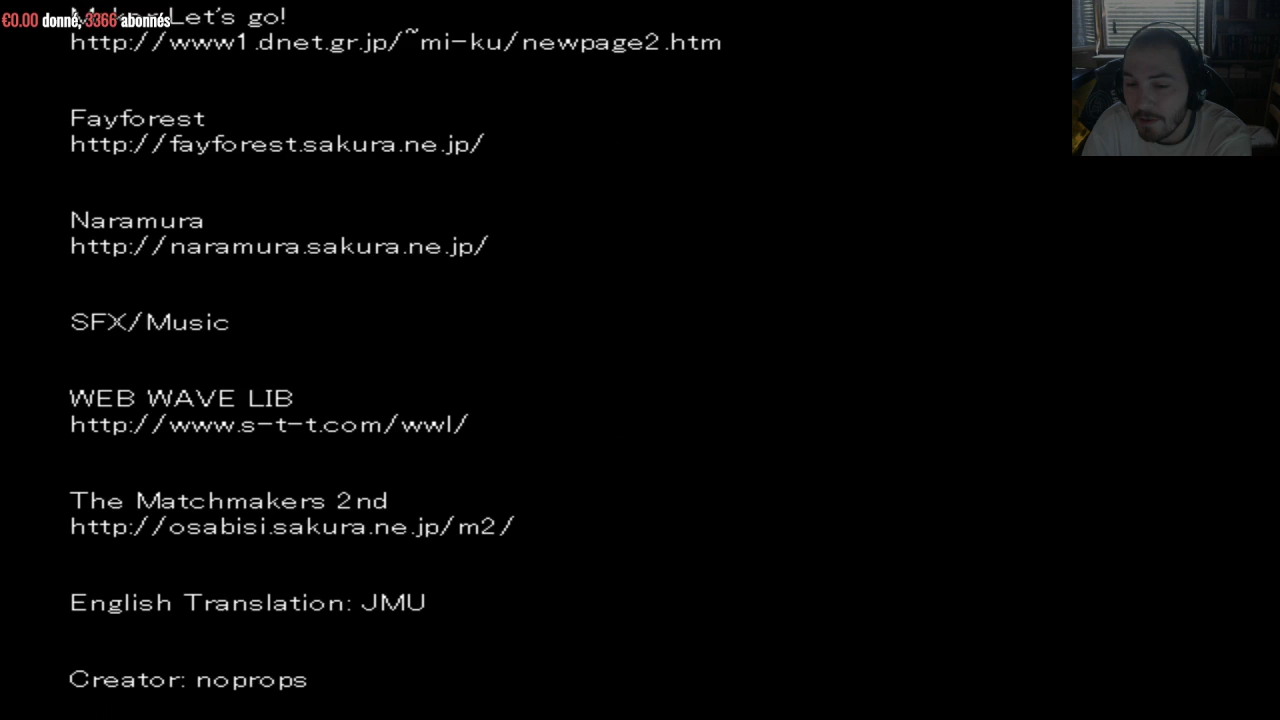 €0.00 donné, 3366 abonnés
Let's go!
http://www1.dnet.gr.jp/~mi-ku/newpage2.htm
Fayforest
http://fayforest.sakura.ne.jp/
Naramura
http://naramura.sakura.ne.jp/
SFX/Music
WEB WAVE LIB
http://www.s-t-t.com/wwl/
The Matchmakers 2nd
http://osabisi.sakura.ne.jp/m2/
English Translation: JMU
Creator: noprops